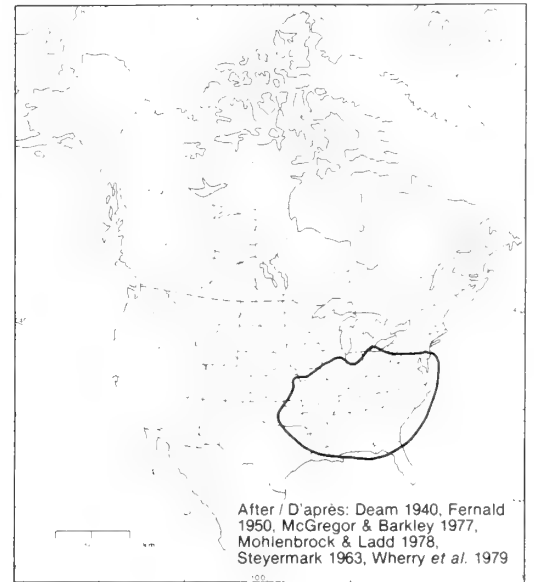 After / D'après: Deam 1940, Fernald
1950, McGregor & Barkley 1977,
Mohlenbrock & Ladd 1978,
Steyermark 1963, Wherry et al. 1979